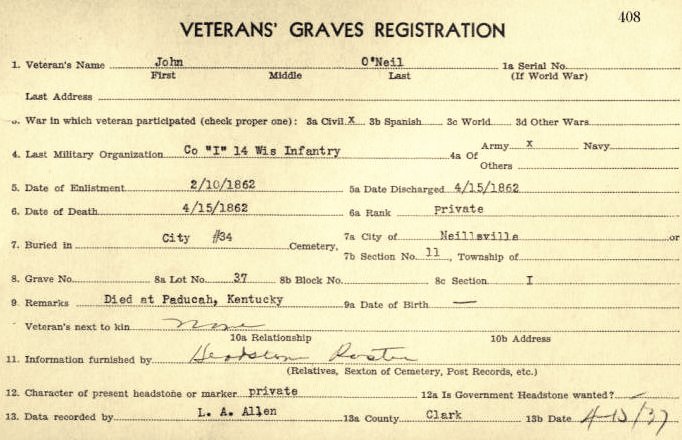 408
VETERANS' GRAVES REGISTRATION
1. Veteran's Name John O'Neil 1a Serial No.
First Middle Last (If World War)
Last Address
War in which veteran participated (check proper one): 3a Civil X 3b Spanish 3c World 3d Other Wars
4. Last Military Organization Co "I" 14 Wis Infantry 4a Of Army x Navy
Others
5. Date of Enlistment 2/10/1862 5a Date Discharged 4/15/1862
6. Date of Death 4/15/1862 6a Rank private
7. Buried in City #34 Cemetery, 7a City of Neillsville or
7b Section No. 11, Township of
8. Grave No. 8a Lot No. 37 8b Block No. 8c Section I
9. Remarks Died at Paducah, Kentucky 9a Date of Birth —
Veteran's next to kin None
10a Relationship 10b Address
11. Information furnished by Headston Roster
(Relatives, Sexton of Cemetery, Post Records, etc.)
12. Character of present headstone or marker private 12a Is Government Headstone wanted?
13. Data recorded by L. A. Allen 13a County Clark 13b Date 4-15/37